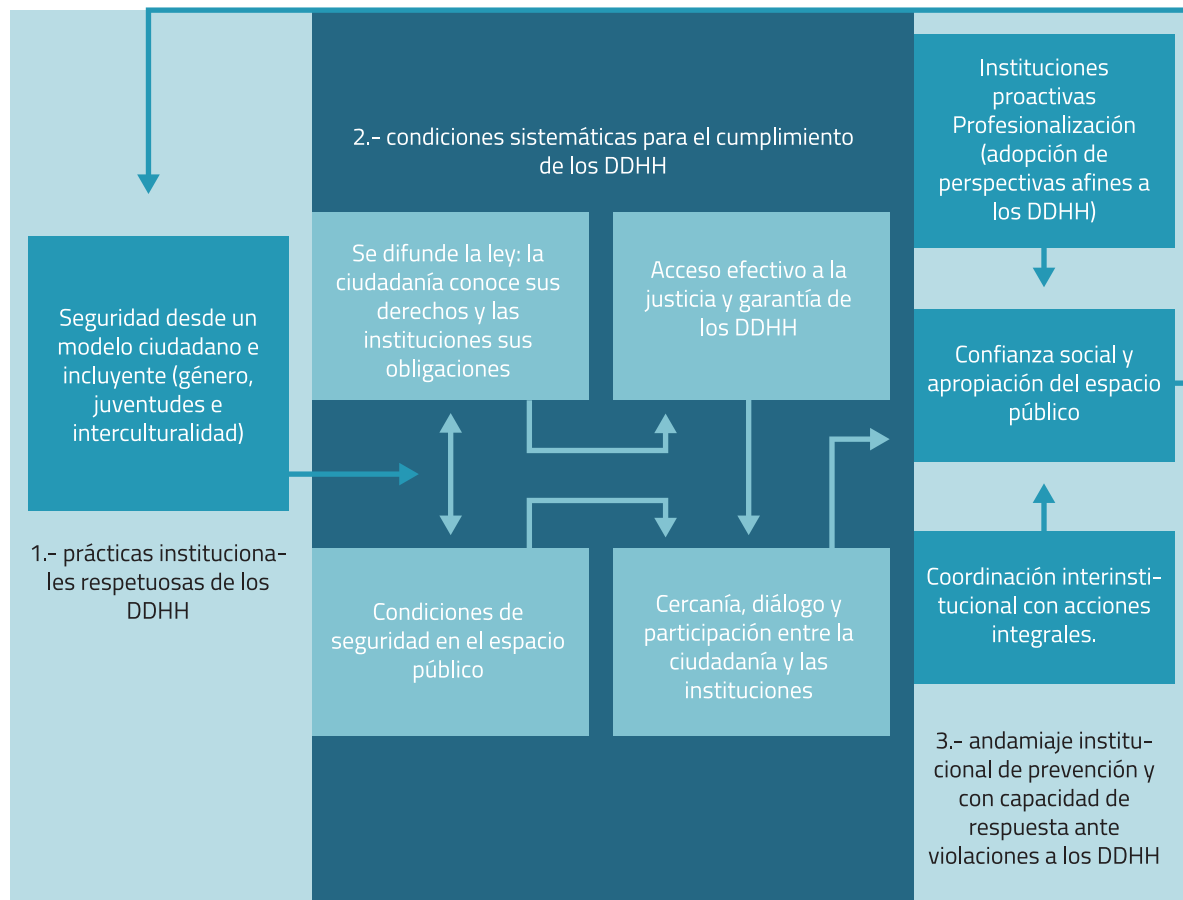 Seguridad desde un
modelo ciudadano e
incluyente (género,
juventudes e
interculturalidad)
1.- prácticas instituciona-
les respetuosas de los
DDHH
2.- condiciones sistemáticas para el cumplimiento
de los DDHH
Se difunde la ley: la
ciudadanía conoce sus
derechos y las
instituciones sus
obligaciones
Acceso efectivo a la
justicia y garantía de
los DDHH
Condiciones de
seguridad en el espacio
público
Cercanía, diálogo y
participación entre la
ciudadanía y las
instituciones
Instituciones
proactivas
Profesionalización
(adopción de
perspectivas afines a
los DDHH)
Confianza social y
apropiación del espacio
público
Coordinación interinsti-
tucional con acciones
integrales.
3.- andamiaje institu-
cional de prevención y
con capacidad de
respuesta ante
violaciones a los DDHH